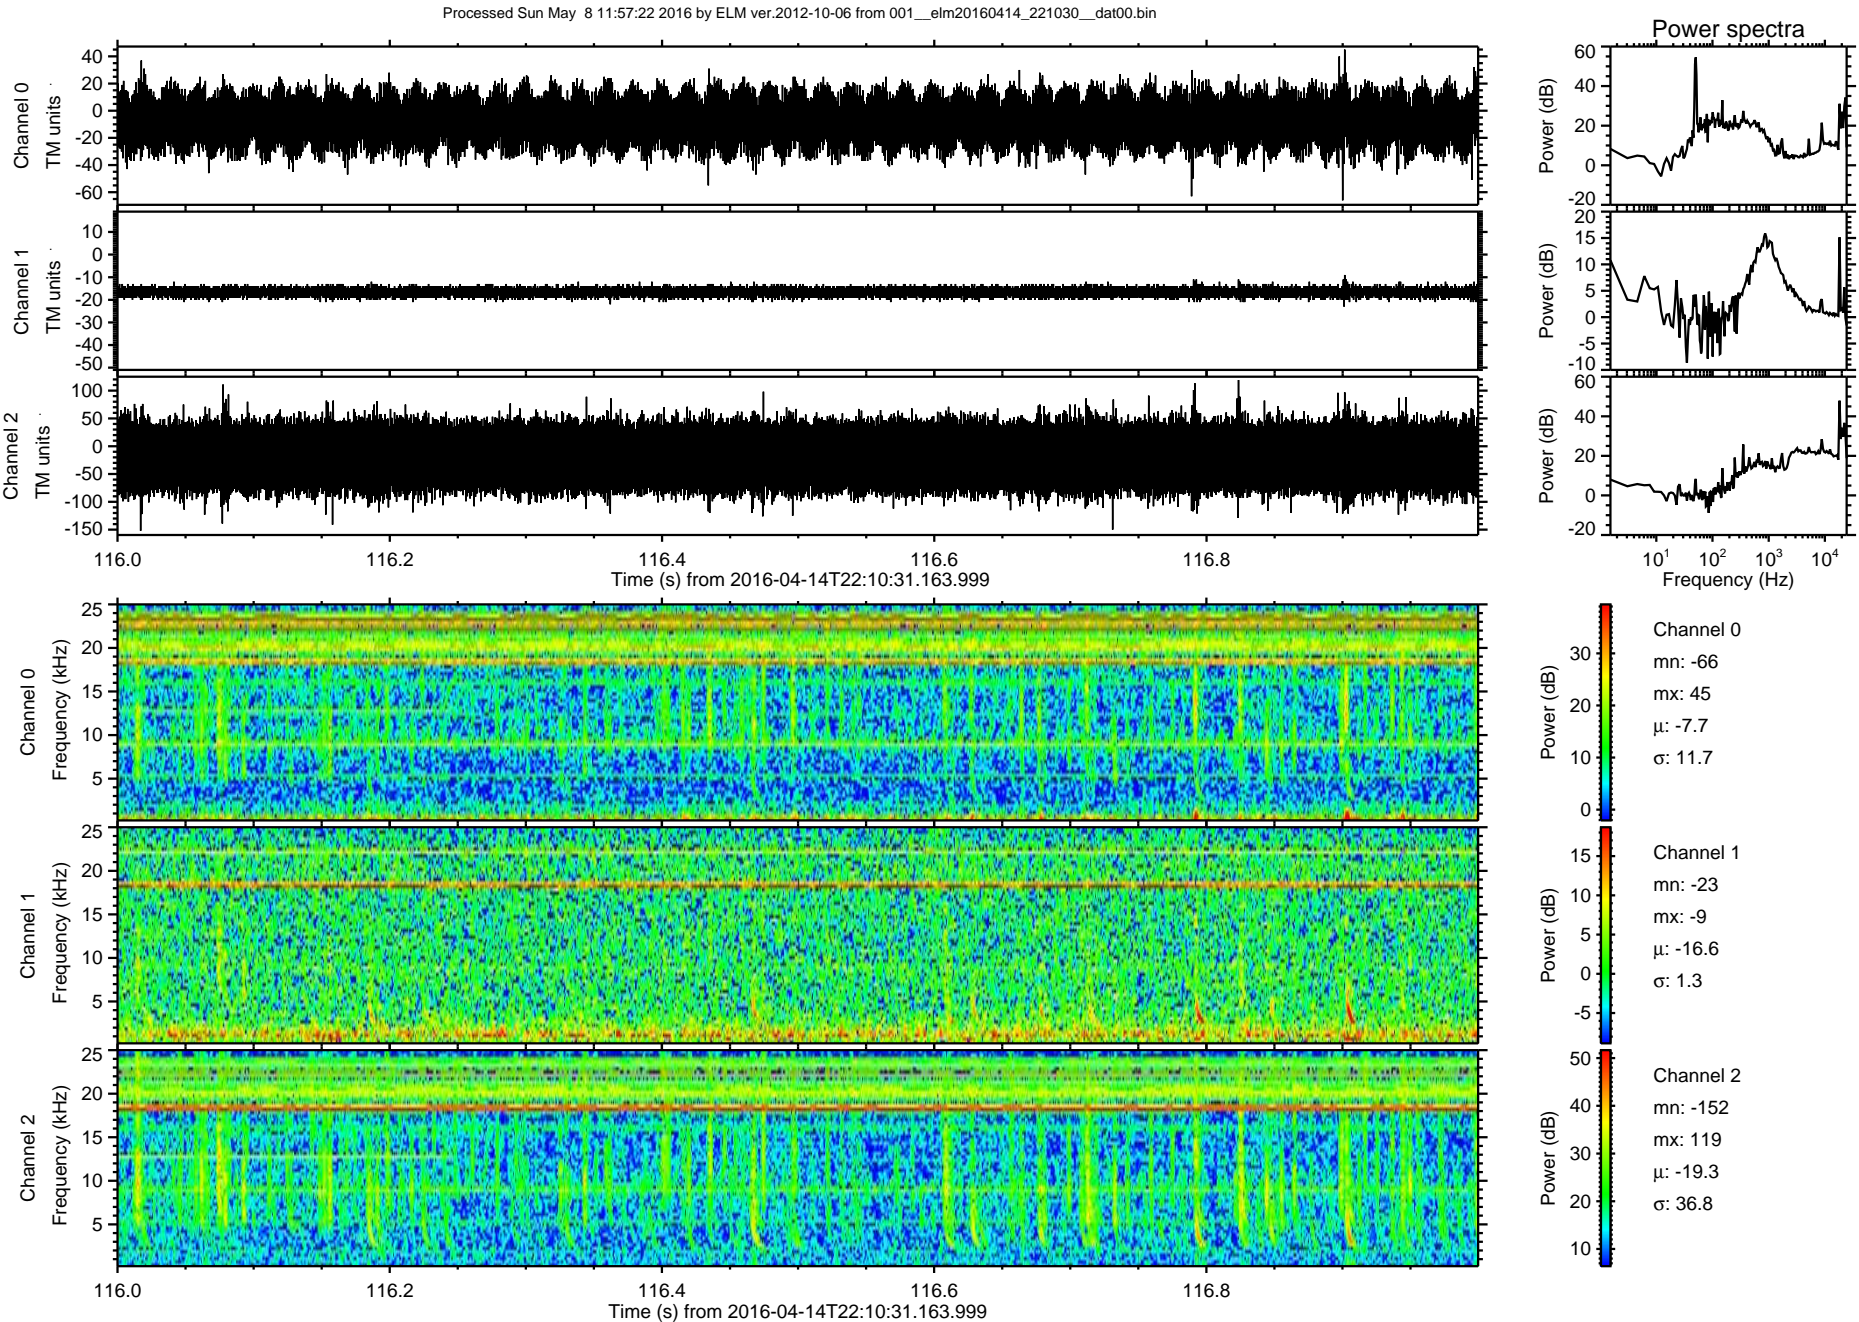 Processed Sun May  8 11:57:22 2016 by ELM ver.2012-10-06 from 001__elm20160414_221030__dat00.bin
Power spectra
Channel 0
TM units
40
20
0
-20
-40
-60
Power (dB)
60
40
20
0
-20
Channel 1
TM units
10
0
-10
-20
-30
-40
-50
Power (dB)
20
15
10
5
0
-5
-10
Channel 2
TM units
100
50
0
-50
-100
-150
Power (dB)
60
40
20
0
-20
116.0 116.2 116.4 116.6 116.8
Time (s) from 2016-04-14T22:10:31.163.999
10¹ 10² 10³ 10⁴
Frequency (Hz)
Channel 0
Frequency (kHz)
25
20
15
10
5
Power (dB)
30
20
10
0
Channel 0
mn: -66
mx: 45
μ: -7.7
σ: 11.7
Channel 1
Frequency (kHz)
25
20
15
10
5
Power (dB)
15
10
5
0
-5
Channel 1
mn: -23
mx: -9
μ: -16.6
σ: 1.3
Channel 2
Frequency (kHz)
25
20
15
10
5
Power (dB)
50
40
30
20
10
Channel 2
mn: -152
mx: 119
μ: -19.3
σ: 36.8
116.0 116.2 116.4 116.6 116.8
Time (s) from 2016-04-14T22:10:31.163.999